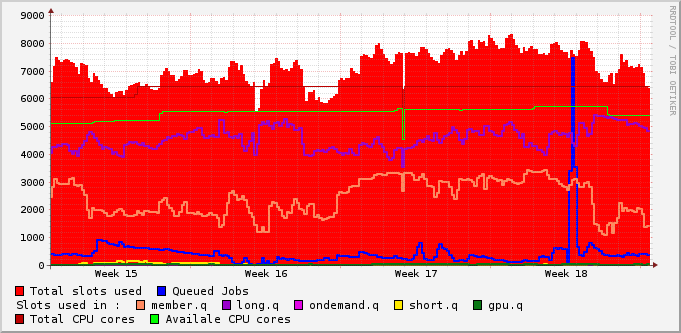 9000
8000
7000
6000
5000
4000
3000
2000
1000
0
Week 15 Week 16 Week 17 Week 18
RRDTOOL / TOBI OETIKER
Total slots used Queued Jobs
Slots used in : member.q long.q ondemand.q short.q gpu.q
Total CPU cores Availale CPU cores